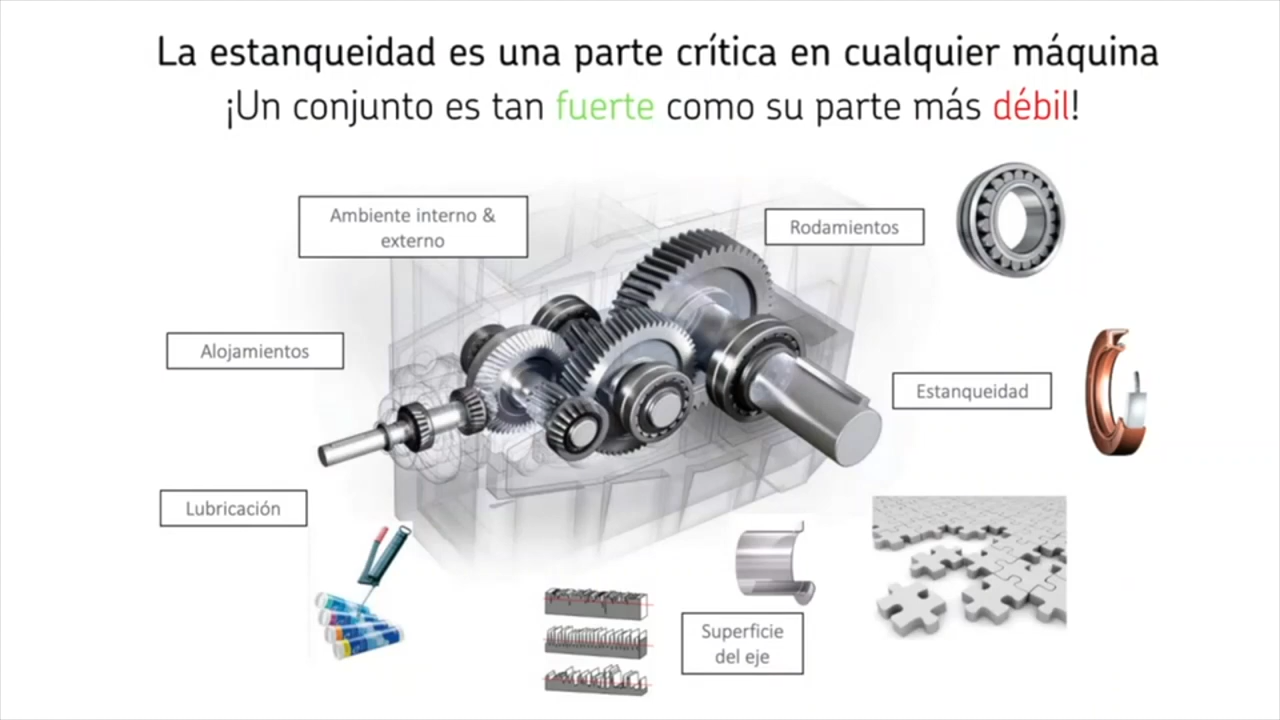 La estanqueidad es una parte crítica en cualquier máquina
¡Un conjunto es tan fuerte como su parte más débil!
Ambiente interno &
externo
Rodamientos
Alojamientos
Estanqueidad
Lubricación
Superficie
del eje